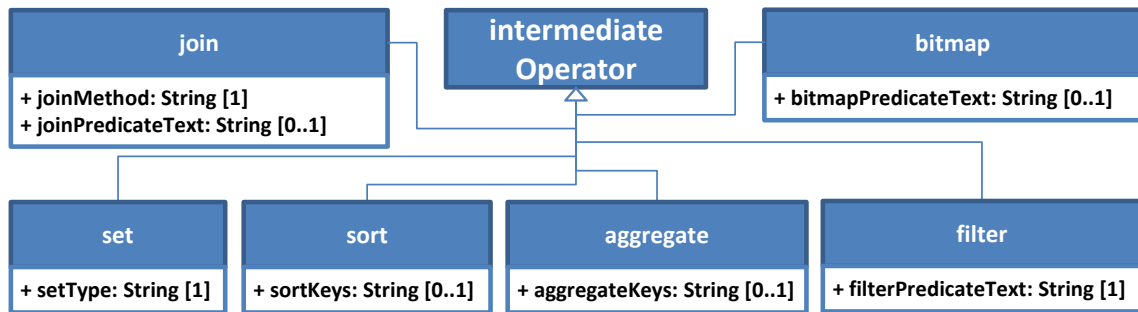 join
+ joinMethod: String [1]
+ joinPredicateText: String [0..1]
intermediate
Operator
bitmap
+ bitmapPredicateText: String [0..1]
set
+ setType: String [1]
sort
+ sortKeys: String [0..1]
aggregate
+ aggregateKeys: String [0..1]
filter
+ filterPredicateText: String [1]